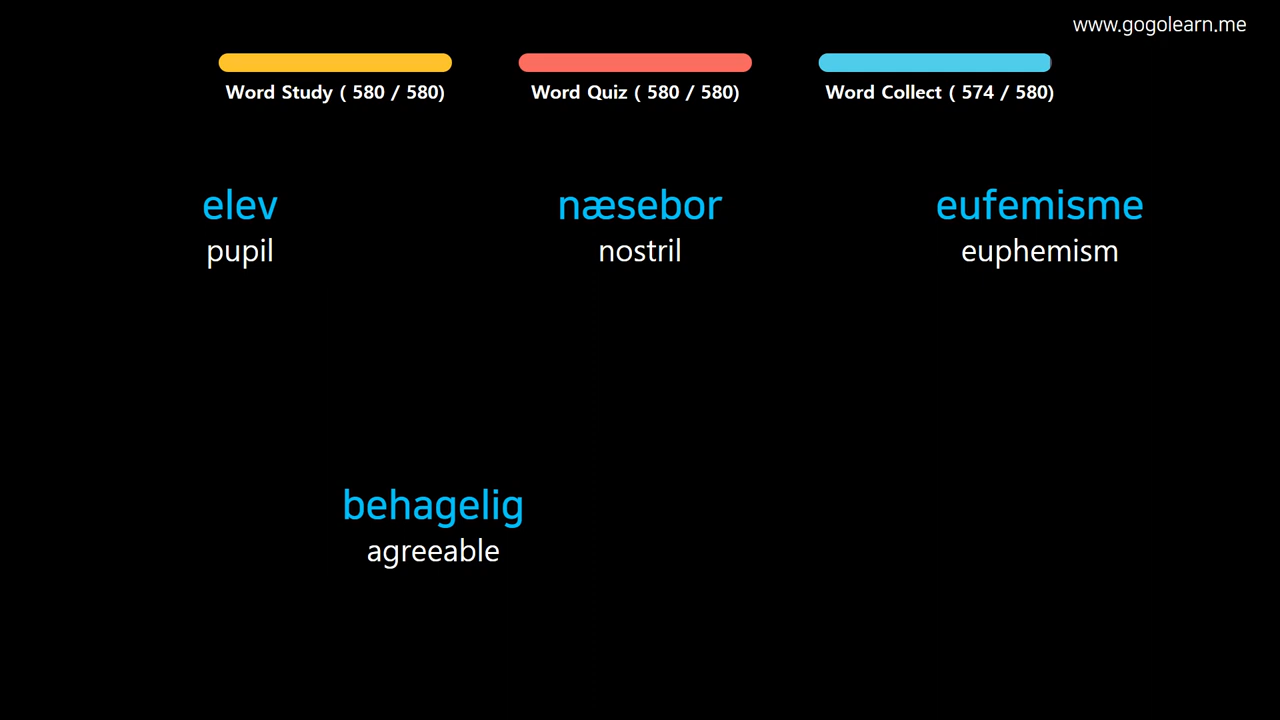 www.gogolearn.me
Word Study ( 580 / 580)
Word Quiz ( 580 / 580)
Word Collect ( 574 / 580)
elev
pupil
næsebor
nostril
eufemisme
euphemism
behagelig
agreeable